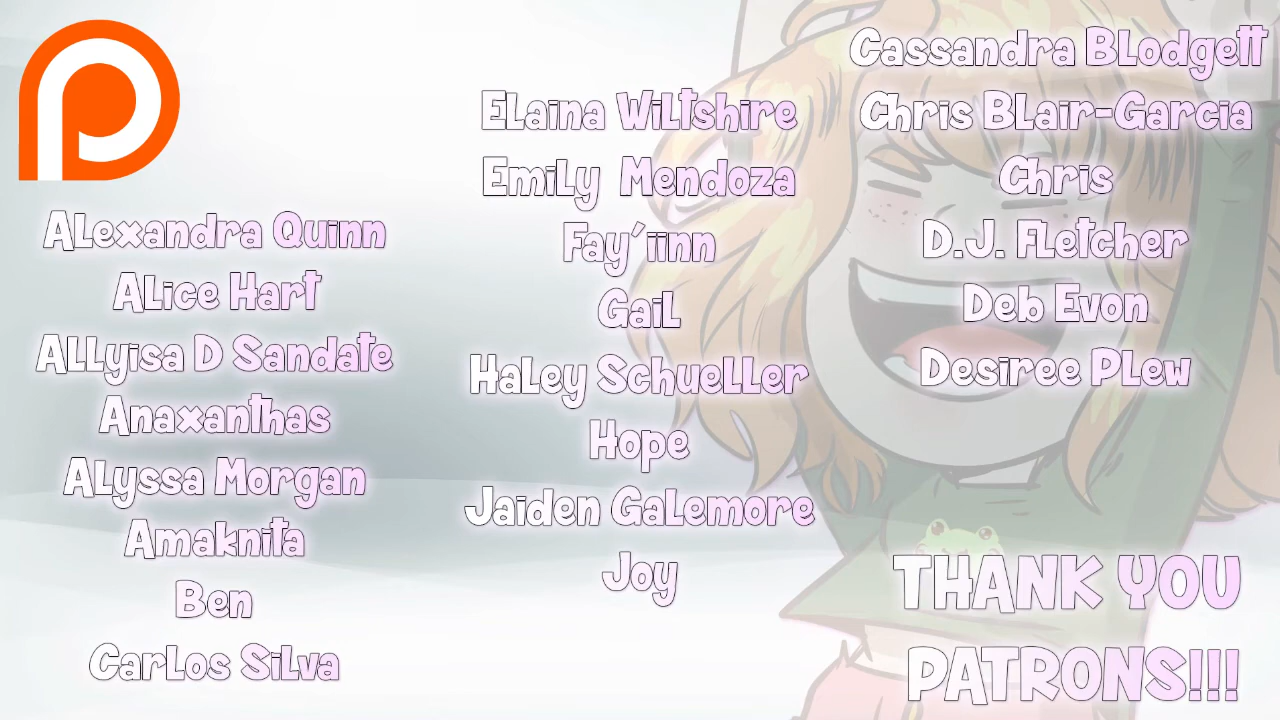 Alexandra Quinn
Alice Hart
Allyisa D Sandate
Anaxanthas
Alyssa Morgan
Amaknita
Ben
Carlos Silva
Elaina Wiltshire
Emily Mendoza
Fay'iinn
Gail
Haley Schueller
Hope
Jaiden Galemore
Joy
Cassandra Blodgett
Chris Blair-Garcia
Chris
D.J. Fletcher
Deb Evon
Desiree Plew
THANK YOU
PATRONS!!!